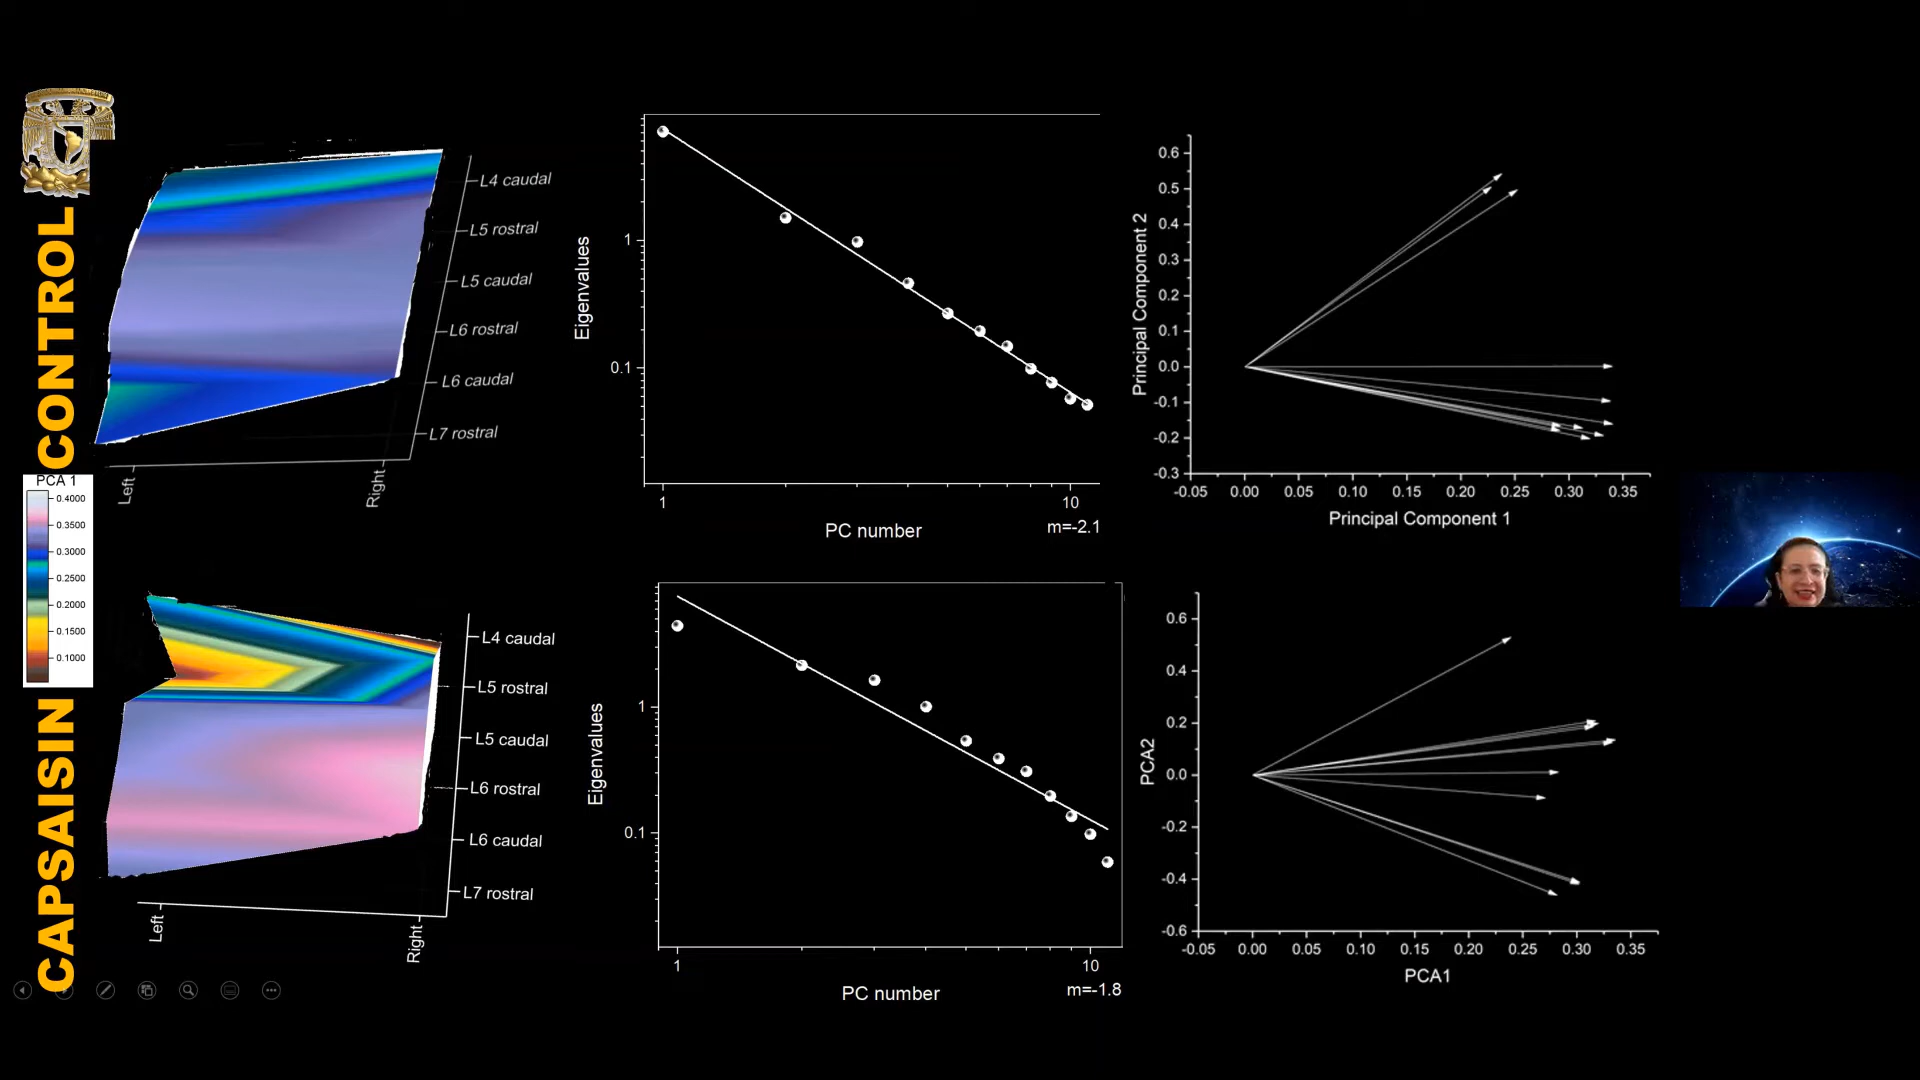 CONTROL
L4 caudal
L5 rostral
L5 caudal
L6 rostral
L6 caudal
L7 rostral
Left
Right
Eigenvalues
1
0.1
1
10
PC number
m=-2.1
Principal Component 2
0.6
0.5
0.4
0.3
0.2
0.1
0.0
-0.1
-0.2
-0.3
-0.05
0.00
0.05
0.10
0.15
0.20
0.25
0.30
0.35
Principal Component 1
PCA 1
0.4000
0.3500
0.3000
0.2500
0.2000
0.1500
0.1000
CAPSAISIN
L4 caudal
L5 rostral
L5 caudal
L6 rostral
L6 caudal
L7 rostral
Left
Right
Eigenvalues
1
0.1
1
10
PC number
m=-1.8
PCA2
0.6
0.4
0.2
0.0
-0.2
-0.4
-0.6
-0.05
0.00
0.05
0.10
0.15
0.20
0.25
0.30
0.35
PCA1